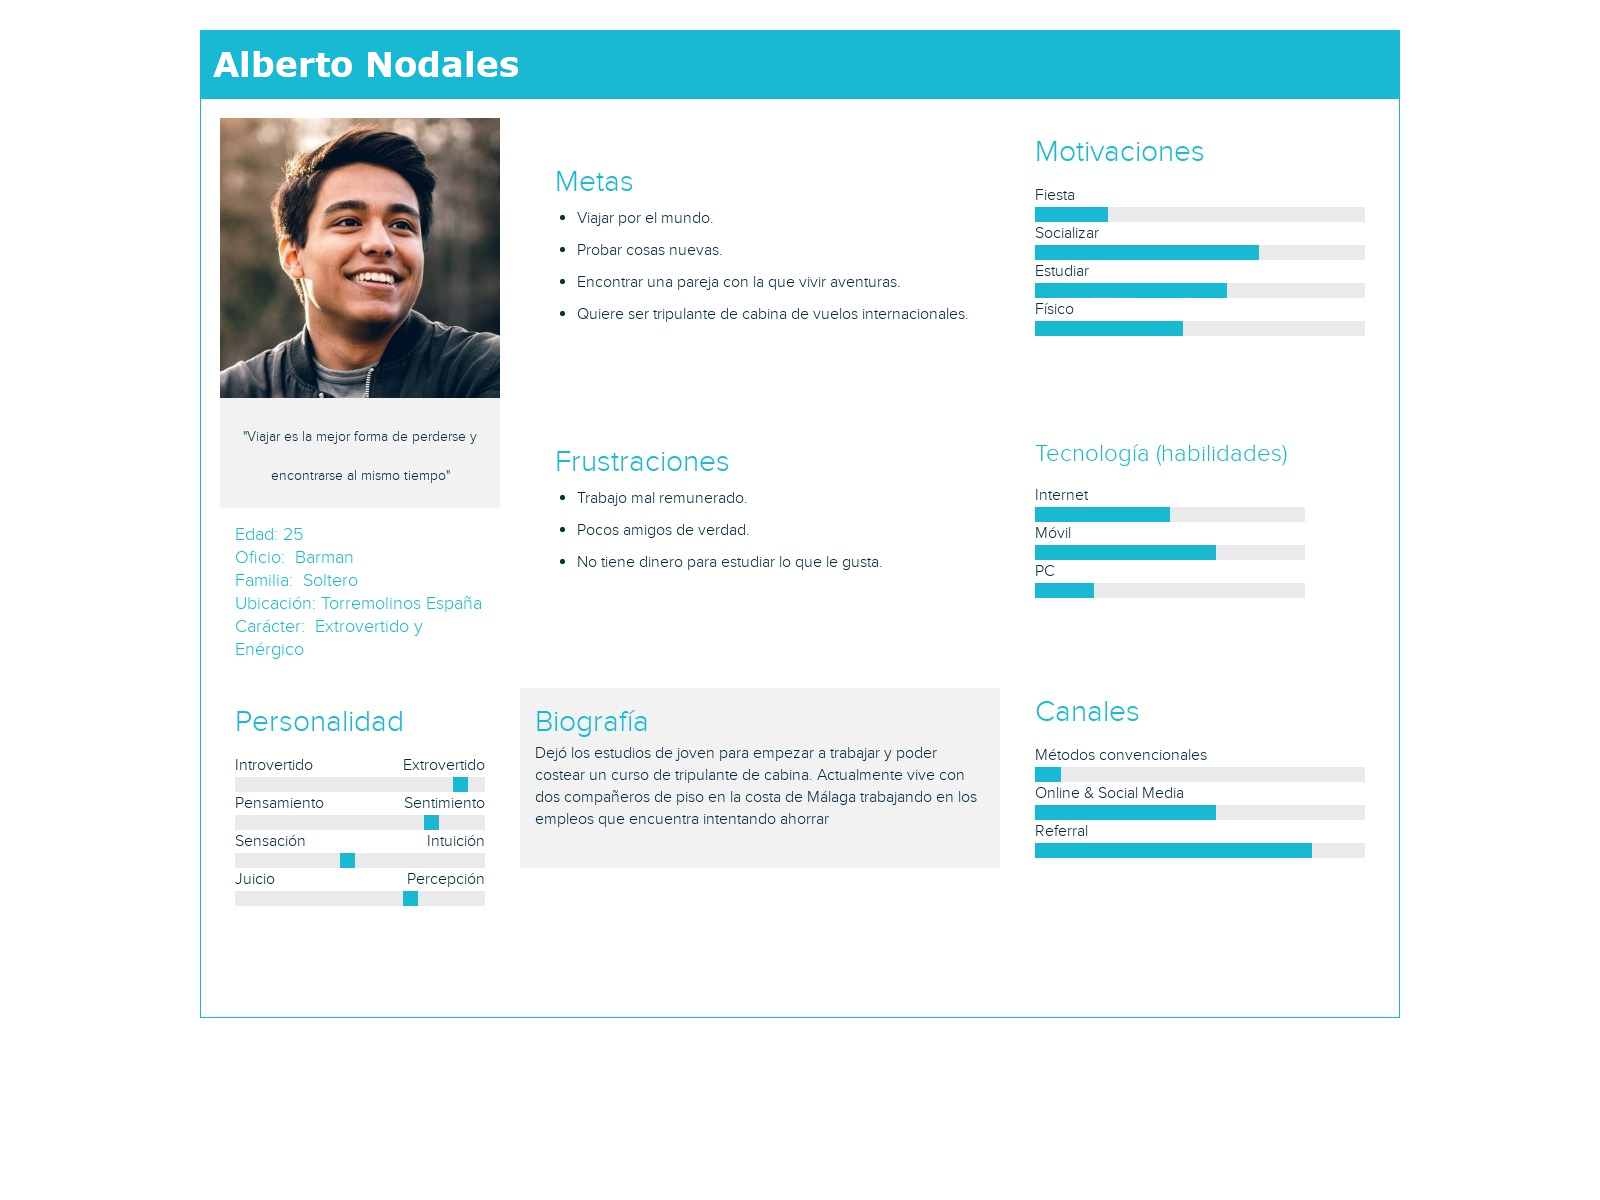 Alberto Nodales
"Viajar es la mejor forma de perderse y
encontrarse al mismo tiempo"
Edad: 25
Oficio:  Barman
Familia:  Soltero
Ubicación: Torremolinos España
Carácter:  Extrovertido y
Enérgico
Personalidad
Introvertido Extrovertido
Pensamiento Sentimiento
Sensación Intuición
Juicio Percepción
Metas
Viajar por el mundo.
Probar cosas nuevas.
Encontrar una pareja con la que vivir aventuras.
Quiere ser tripulante de cabina de vuelos internacionales.
Frustraciones
Trabajo mal remunerado.
Pocos amigos de verdad.
No tiene dinero para estudiar lo que le gusta.
Biografía
Dejó los estudios de joven para empezar a trabajar y poder
costear un curso de tripulante de cabina. Actualmente vive con
dos compañeros de piso en la costa de Málaga trabajando en los
empleos que encuentra intentando ahorrar
Motivaciones
Fiesta
Socializar
Estudiar
Físico
Tecnología (habilidades)
Internet
Móvil
PC
Canales
Métodos convencionales
Online & Social Media
Referral